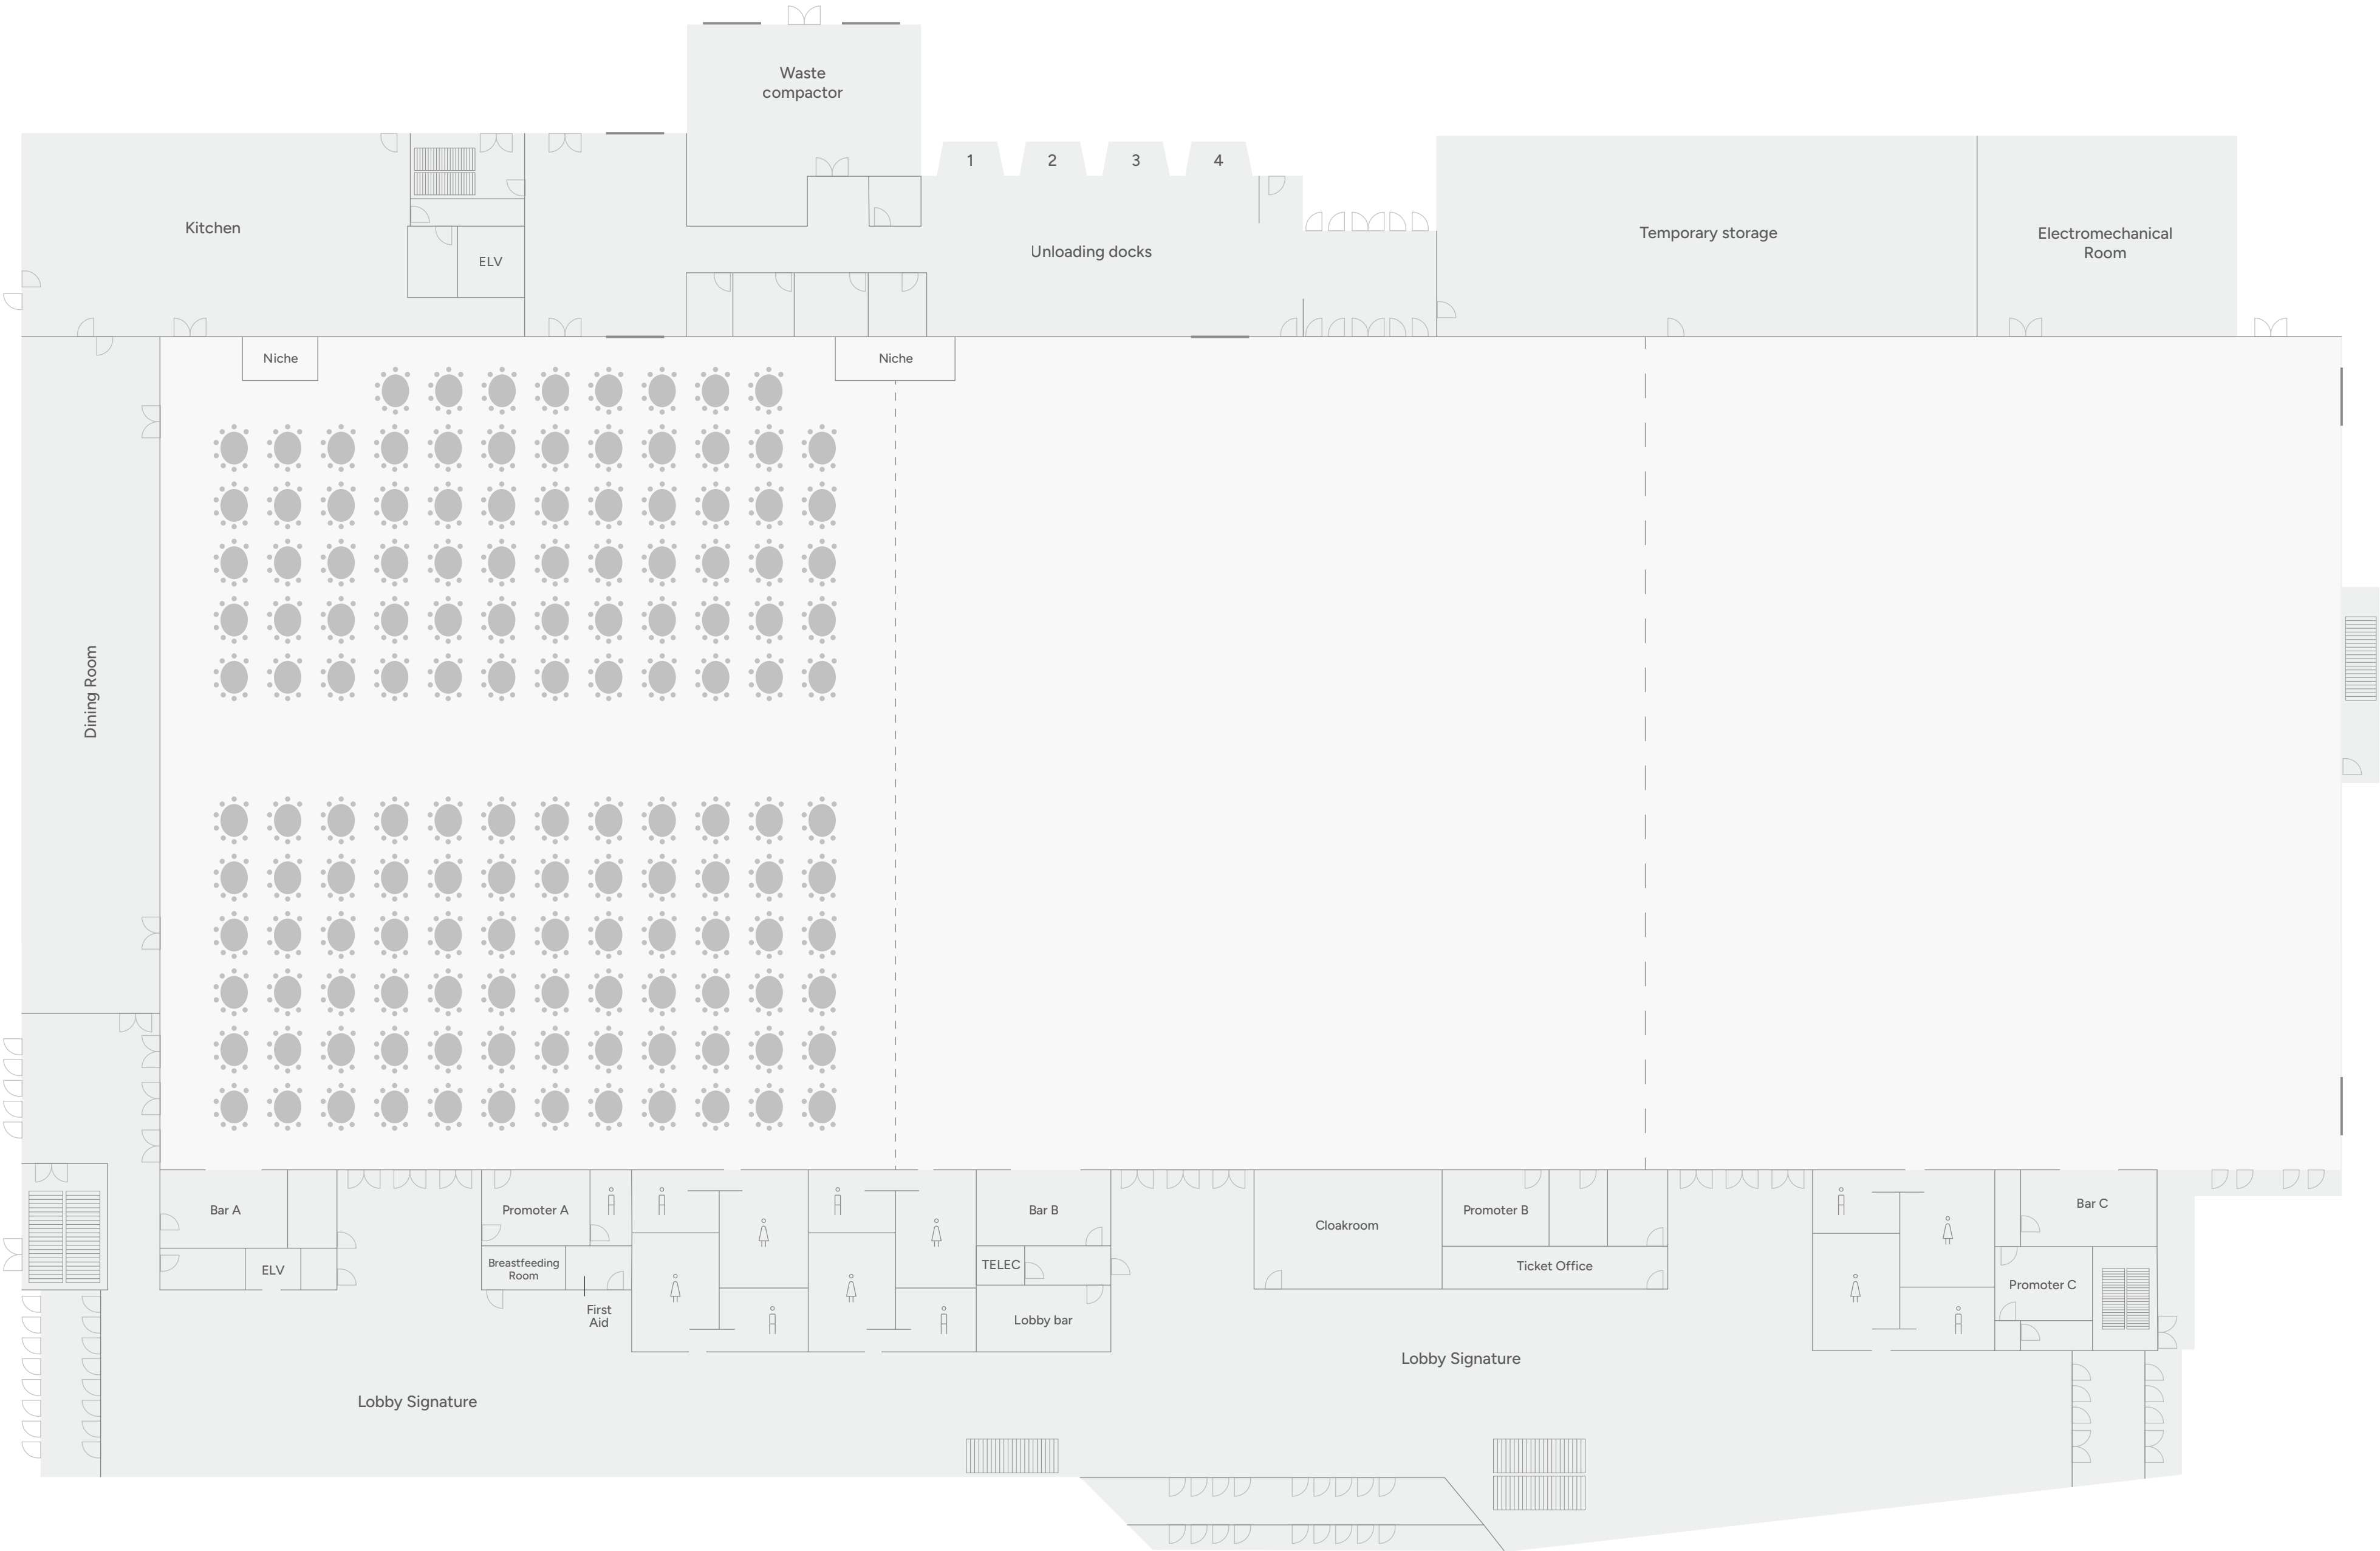 Waste
compactor
1
2
3
4
Kitchen
ELV
Unloading docks
Temporary storage
Electromechanical
Room
Niche
Niche
Dining Room
Bar A
ELV
Promoter A
Breastfeeding
Room
First
Aid
Bar B
TELEC
Lobby bar
Cloakroom
Promoter B
Ticket Office
Bar C
Promoter C
Lobby Signature
Lobby Signature